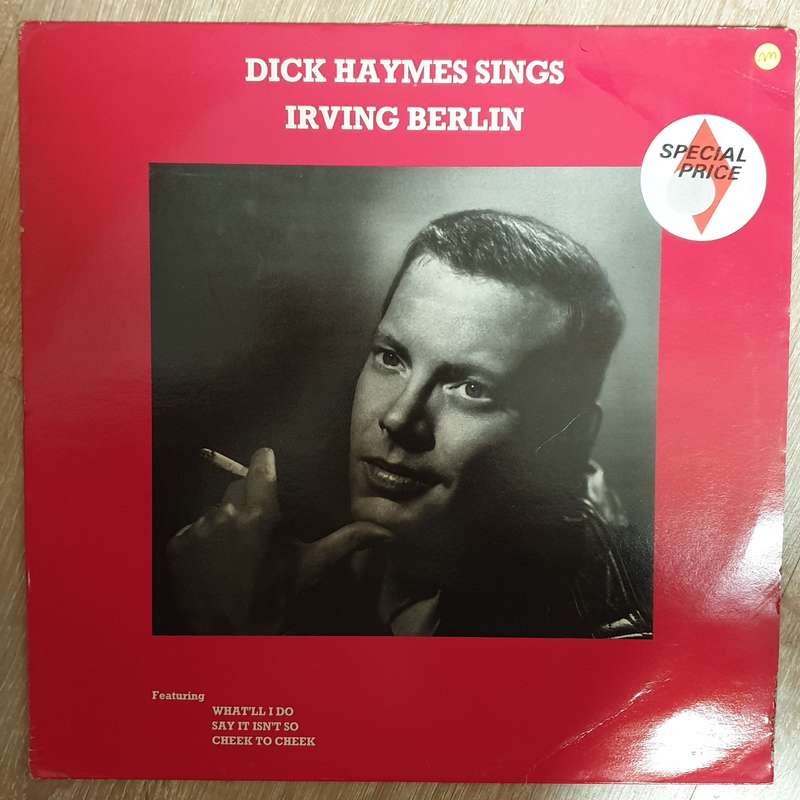 DICK HAYMES SINGS
IRVING BERLIN
SPECIAL
PRICE
Featuring
WHAT'LL I DO
SAY IT ISN'T SO
CHEEK TO CHEEK